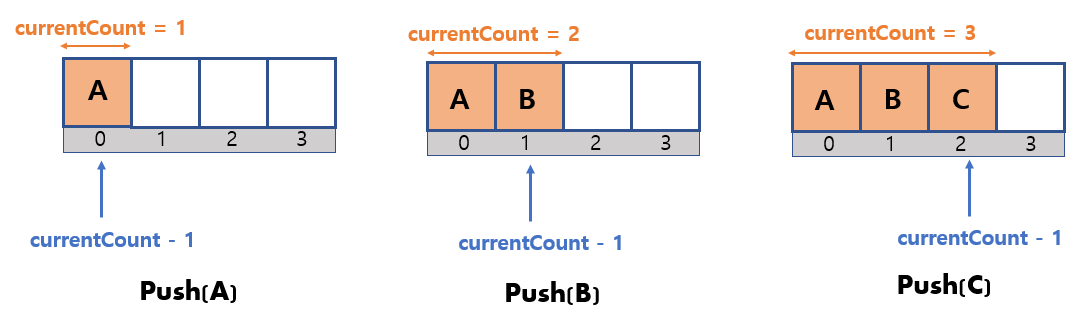 currentCount = 1
A
0 1 2 3
currentCount - 1
Push(A)
currentCount = 2
A B
0 1 2 3
currentCount - 1
Push(B)
currentCount = 3
A B C
0 1 2 3
currentCount - 1
Push(C)